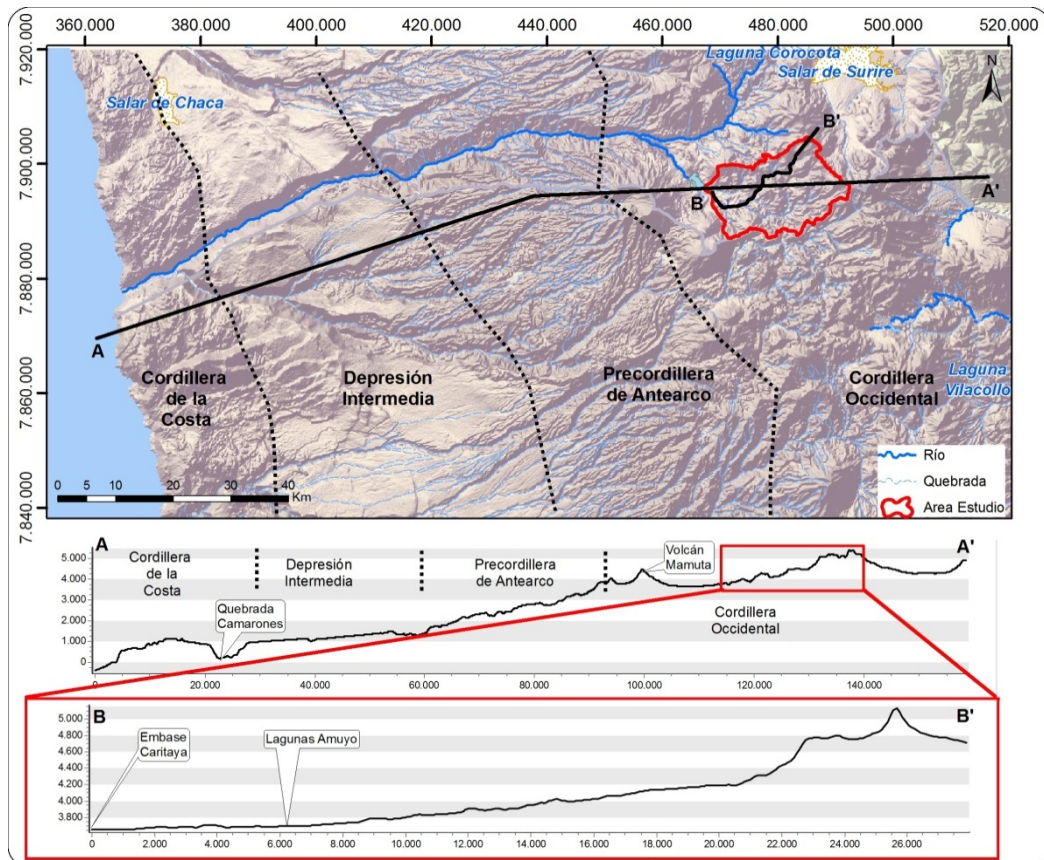 360.000 380.000 400.000 420.000 440.000 460.000 480.000 500.000 520.000
7.920.000
7.900.000
7.880.000
7.860.000
7.840.000
Laguna Corocota
Salar de Surire
N
Salar de Chaca
B'
B
A'
A
Cordillera
de la
Costa
Depresión
Intermedia
Precordillera
de Antearco
Cordillera
Occidental
Laguna
Vilacollo
Río
Quebrada
Area Estudio
0 5 10 20 30 40
Km
A
A'
Cordillera
de la
Costa
Depresión
Intermedia
Precordillera
de Antearco
Volcán
Mamuta
Quebrada
Camarones
Cordillera
Occidental
5.000
4.000
3.000
2.000
1.000
0
0 20.000 40.000 60.000 80.000 100.000 120.000 140.000
B
B'
Embase
Caritaya
Lagunas Amuyo
5.000
4.800
4.600
4.400
4.200
4.000
3.800
0 2.000 4.000 6.000 8.000 10.000 12.000 14.000 16.000 18.000 20.000 22.000 24.000 26.000